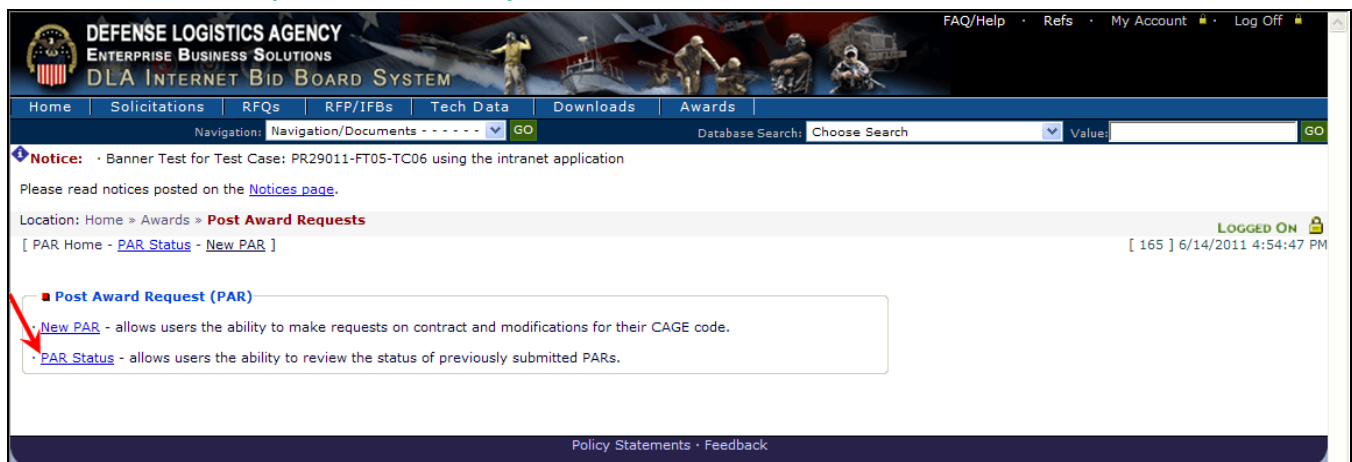 DEFENSE LOGISTICS AGENCY
ENTERPRISE BUSINESS SOLUTIONS
DLA INTERNET BID BOARD SYSTEM
FAQ/Help · Refs · My Account · Log Off
Home | Solicitations | RFQs | RFP/IFBs | Tech Data | Downloads | Awards |
Navigation: Navigation/Documents - - - - - - GO Database Search: Choose Search Value: GO
Notice: · Banner Test for Test Case: PR29011-FT05-TC06 using the intranet application
Please read notices posted on the Notices page.
Location: Home » Awards » Post Award Requests
LOGGED ON
[ PAR Home - PAR Status - New PAR ] [ 165 ] 6/14/2011 4:54:47 PM
Post Award Request (PAR)
· New PAR - allows users the ability to make requests on contract and modifications for their CAGE code.
· PAR Status - allows users the ability to review the status of previously submitted PARs.
Policy Statements · Feedback